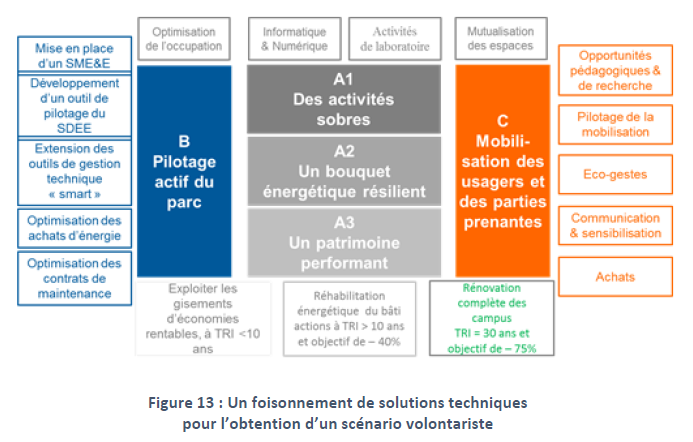 Optimisation
de l'occupation
Informatique
& Numérique
Activités
de laboratoire
Mutualisation
des espaces
Mise en place
d'un SME&E
Développement
d'un outil de
pilotage du
SDEE
Extension des
outils de gestion
technique
« smart »
Optimisation des
achats d'énergie
Optimisation des
contrats de
maintenance
B
Pilotage
actif du
parc
A1
Des activités
sobres
A2
Un bouquet
énergétique résilient
A3
Un patrimoine
performant
C
Mobili-
sation des
usagers et
des parties
prenantes
Opportunités
pédagogiques &
de recherche
Pilotage de la
mobilisation
Eco-gestes
Communication
& sensibilisation
Achats
Exploiter les
gisements
d'économies
rentables, à TRI <10
ans
Réhabilitation
énergétique du bâti
actions à TRI > 10 ans
et objectif de – 40%
Rénovation
complète des
campus
TRI = 30 ans et
objectif de – 75%
Figure 13 : Un foisonnement de solutions techniques
pour l'obtention d'un scénario volontariste